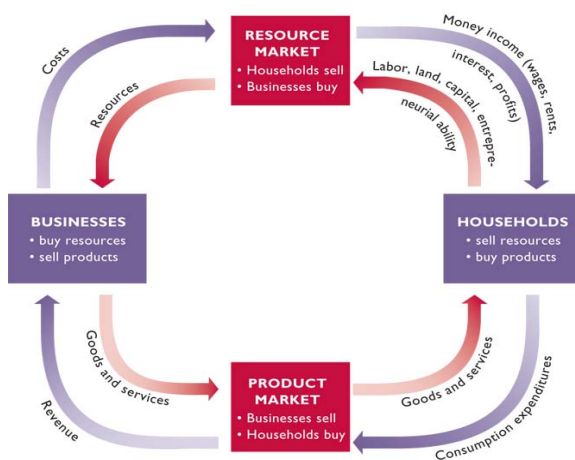 RESOURCE
MARKET
• Households sell
• Businesses buy
Costs
Resources
Money income (wages, rents,
interest, profits)
Labor, land, capital, entrepre-
neurial ability
BUSINESSES
• buy resources
• sell products
HOUSEHOLDS
• sell resources
• buy products
Goods and services
Revenue
PRODUCT
MARKET
• Businesses sell
• Households buy
Goods and services
Consumption expenditures